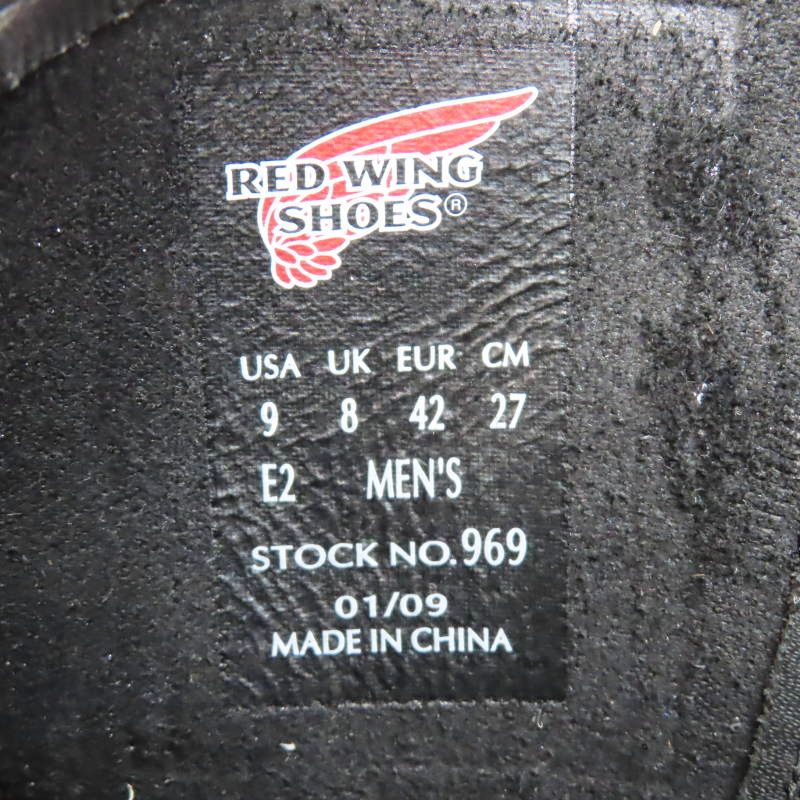 RED WING
SHOES®
USA UK EUR CM
9 8 42 27
E2 MEN'S
STOCK NO. 969
01/09
MADE IN CHINA